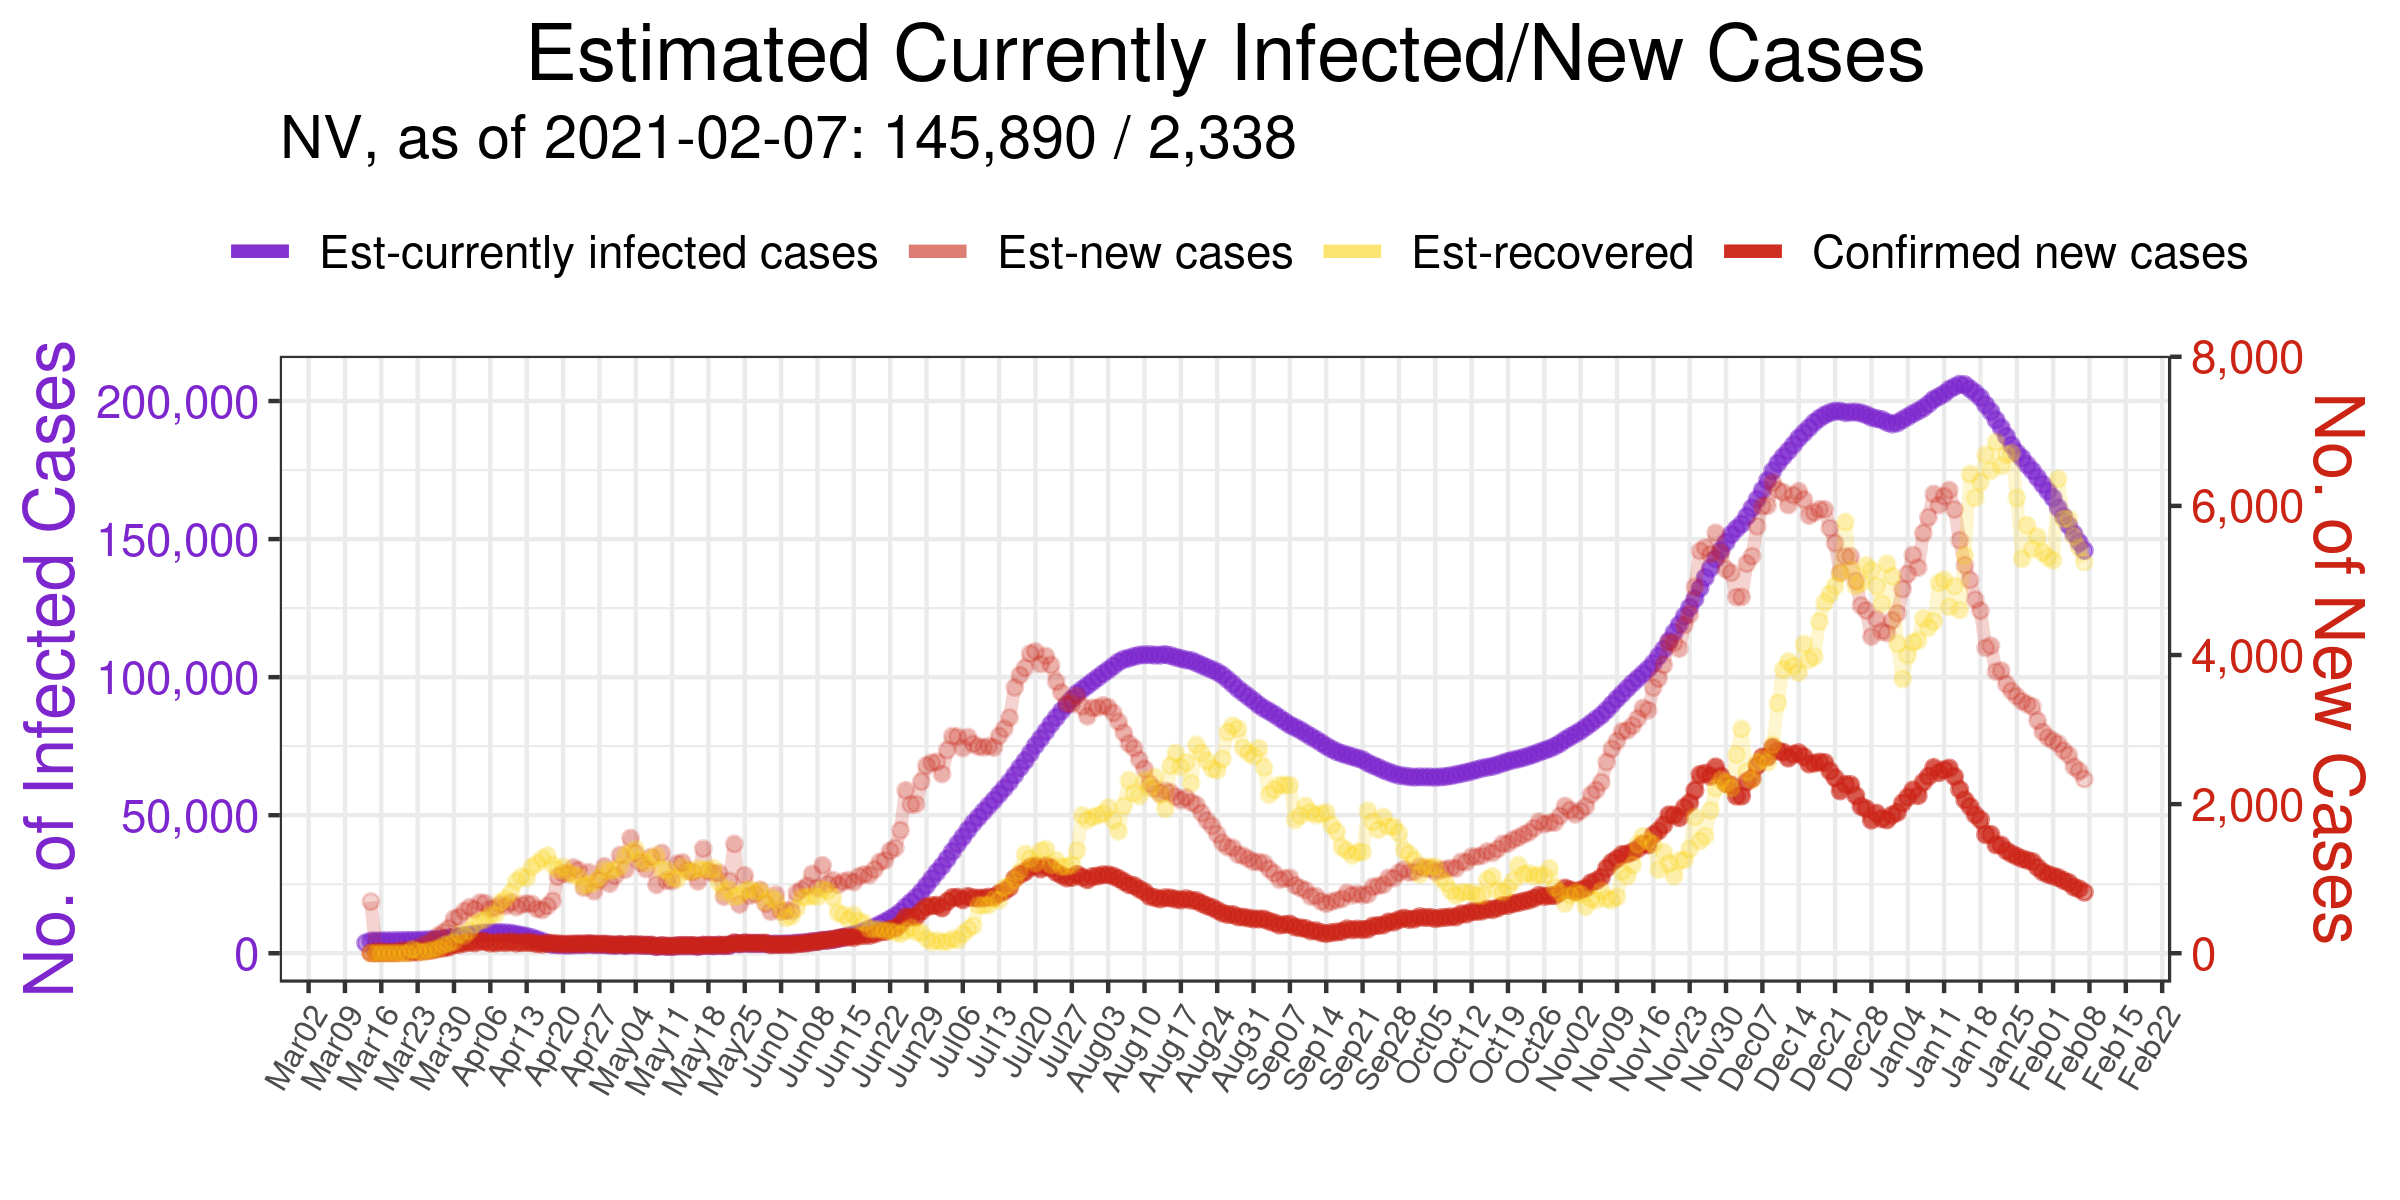 Estimated Currently Infected/New Cases
NV, as of 2021-02-07: 145,890 / 2,338
Est-currently infected cases Est-new cases Est-recovered Confirmed new cases
No. of Infected Cases
200,000
150,000
100,000
50,000
0
8,000
6,000
4,000
2,000
0
No. of New Cases
Mar02 Mar09 Mar16 Mar23 Mar30 Apr06 Apr13 Apr20 Apr27 May04 May11 May18 May25 Jun01 Jun08 Jun15 Jun22 Jun29 Jul06 Jul13 Jul20 Jul27 Aug03 Aug10 Aug17 Aug24 Aug31 Sep07 Sep14 Sep21 Sep28 Oct05 Oct12 Oct19 Oct26 Nov02 Nov09 Nov16 Nov23 Nov30 Dec07 Dec14 Dec21 Dec28 Jan04 Jan11 Jan18 Jan25 Feb01 Feb08 Feb15 Feb22